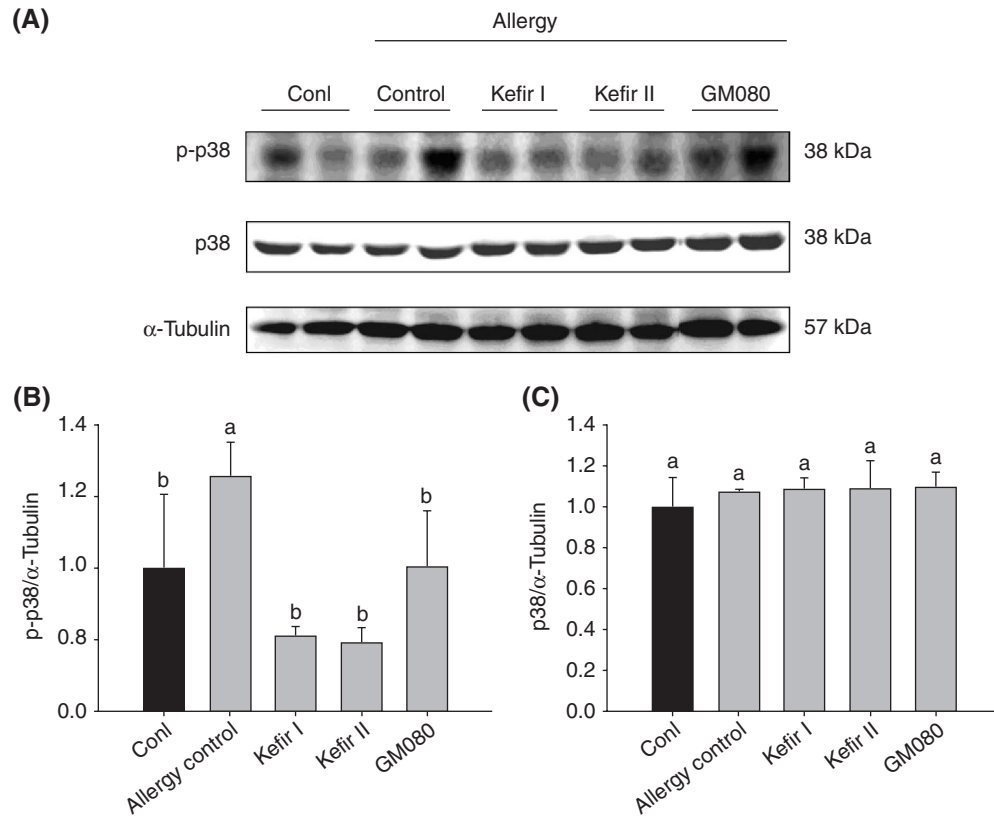 (A)
Allergy
Conl Control Kefir I Kefir II GM080
p-p38 38 kDa
p38 38 kDa
α-Tubulin 57 kDa
(B)
p-p38/α-Tubulin
1.4
1.2
1.0
0.8
0.0
b a b b b
Conl Allergy control Kefir I Kefir II GM080
(C)
p38/α-Tubulin
1.4
1.2
1.0
0.8
0.6
0.4
0.2
0.0
a a a a a
Conl Allergy control Kefir I Kefir II GM080